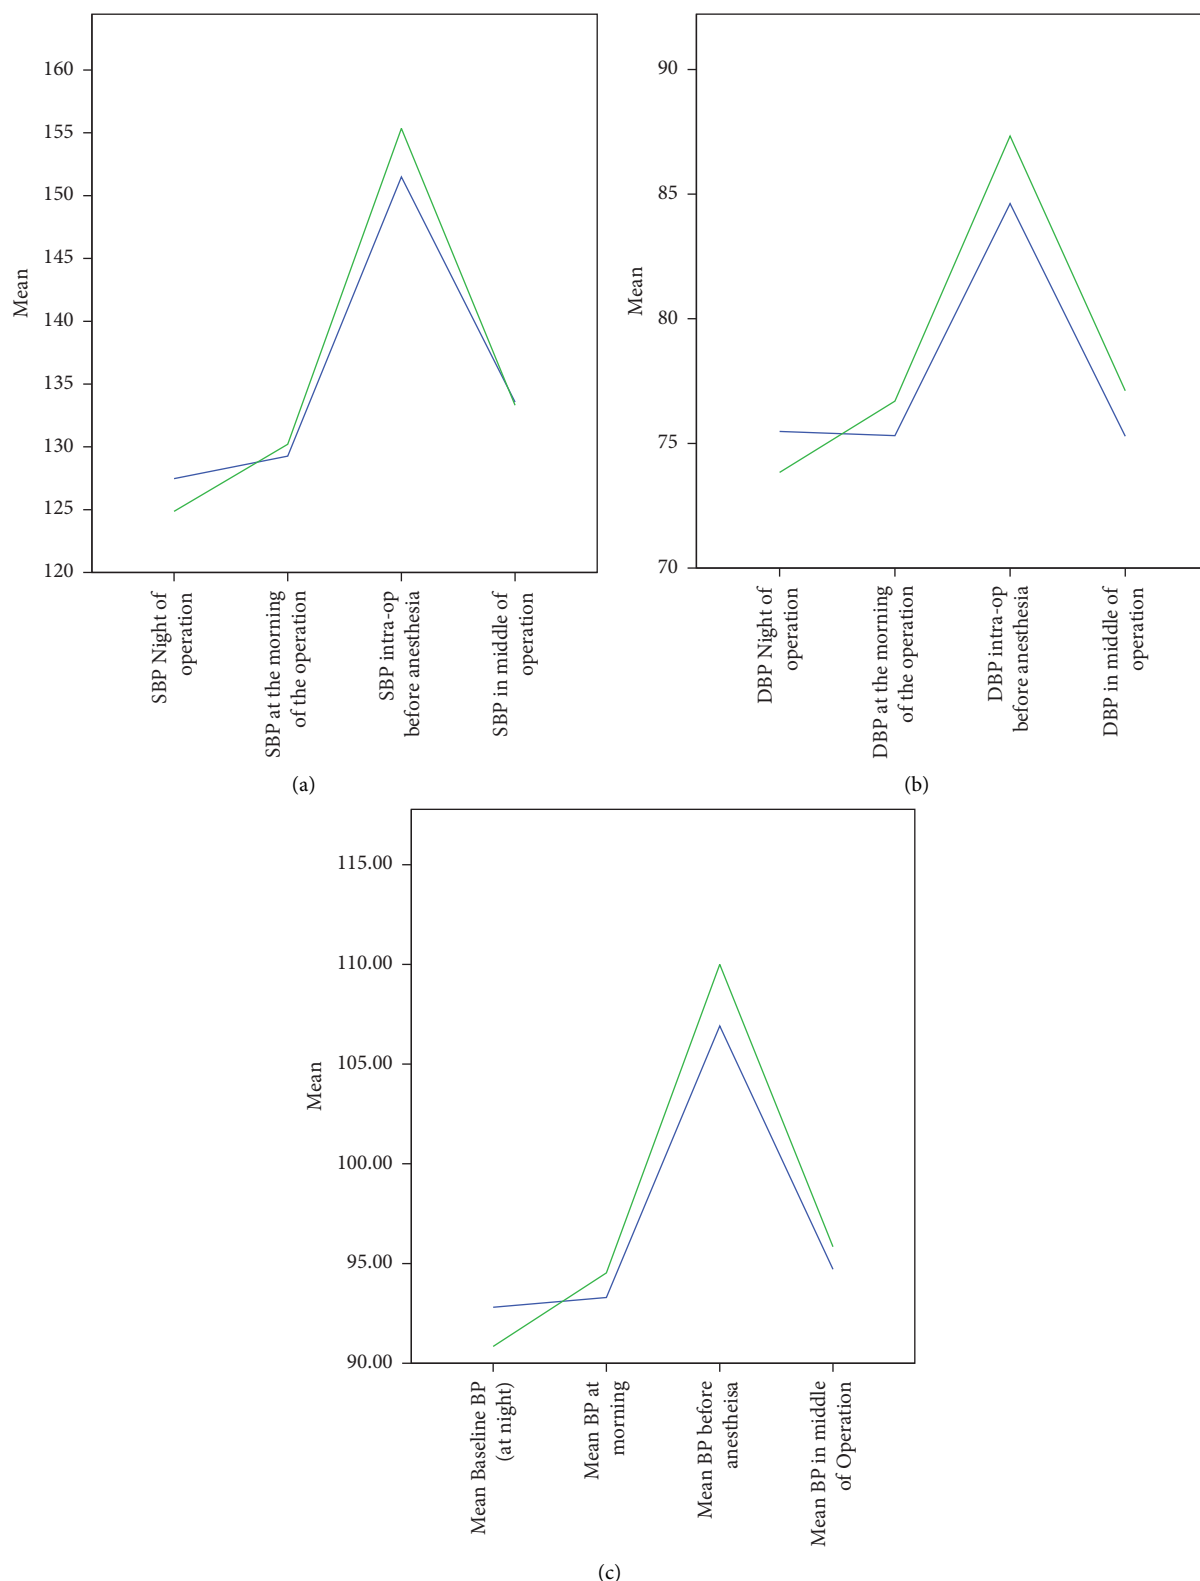 160
155
150
145
140
135
130
125
120
Mean
SBP Night of
operation
SBP at the morning
of the operation
SBP intra-op
before anesthesia
SBP in middle of
operation
(a)
90
85
80
75
70
Mean
DBP Night of
operation
DBP at the morning
of the operation
DBP intra-op
before anesthesia
DBP in middle of
operation
(b)
115.00
110.00
105.00
100.00
95.00
90.00
Mean
Mean Baseline BP
(at night)
Mean BP at
morning
Mean BP before
anestheisa
Mean BP in middle
of Operation
(c)